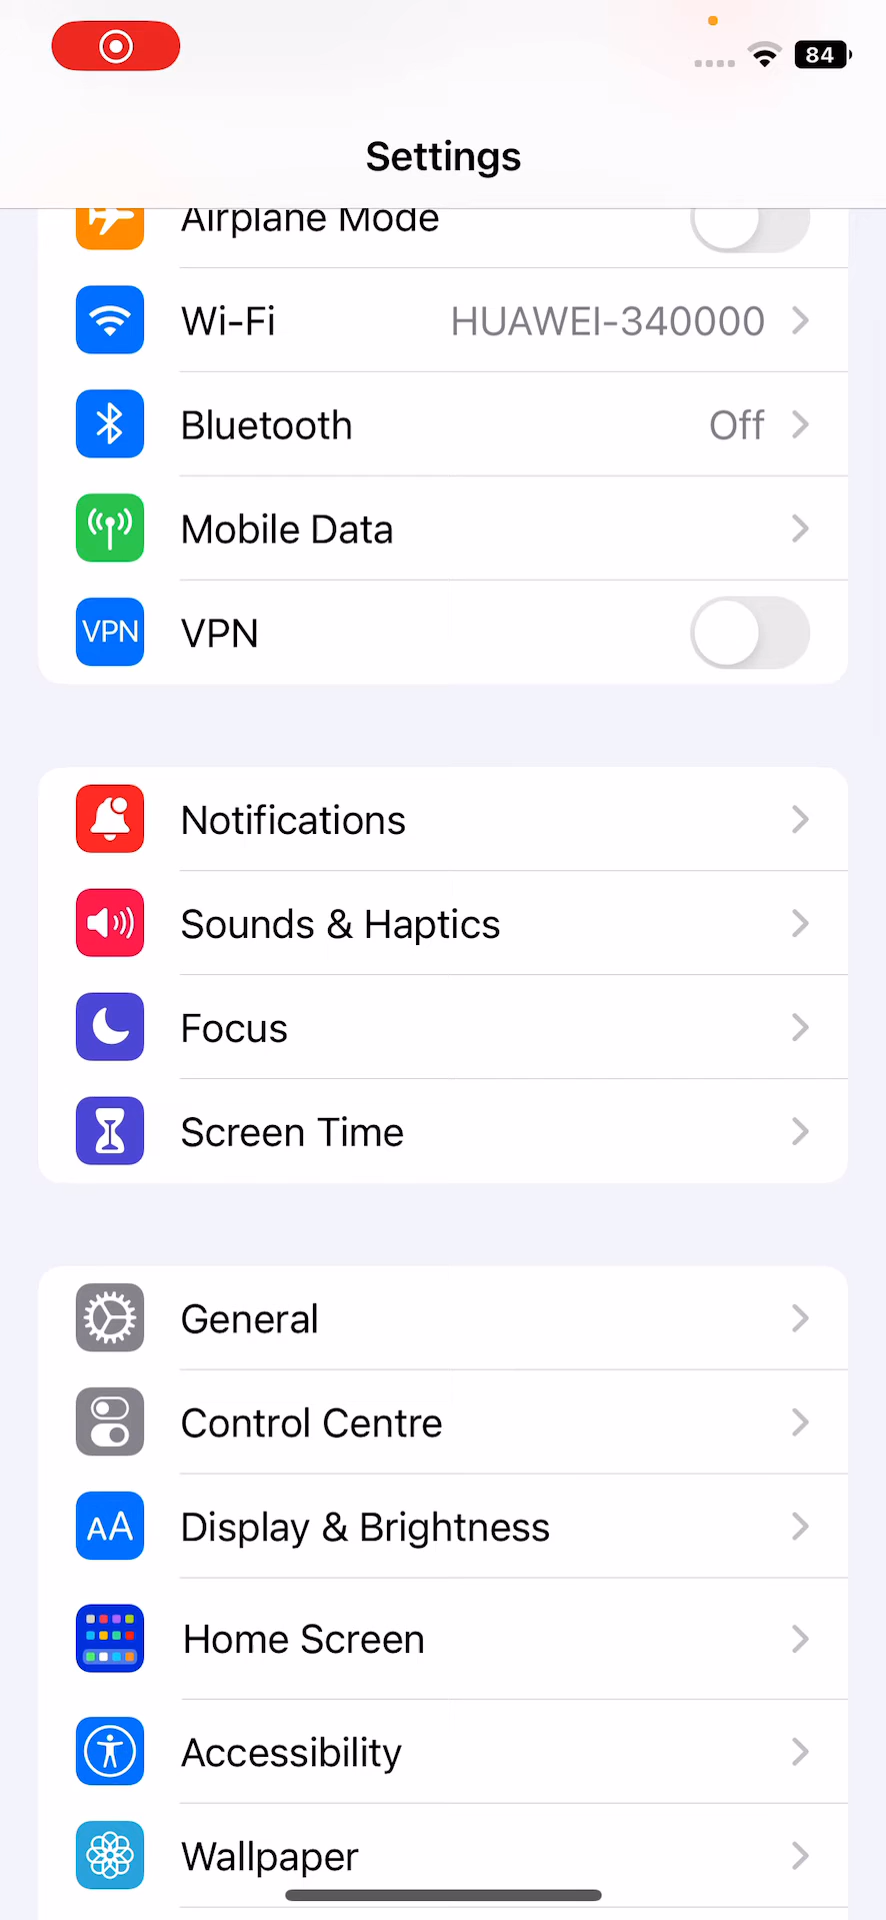 84
Settings
Airplane Mode
Wi-Fi HUAWEI-340000
Bluetooth Off
Mobile Data
VPN VPN
Notifications
Sounds & Haptics
Focus
Screen Time
General
Control Centre
AA Display & Brightness
Home Screen
Accessibility
Wallpaper